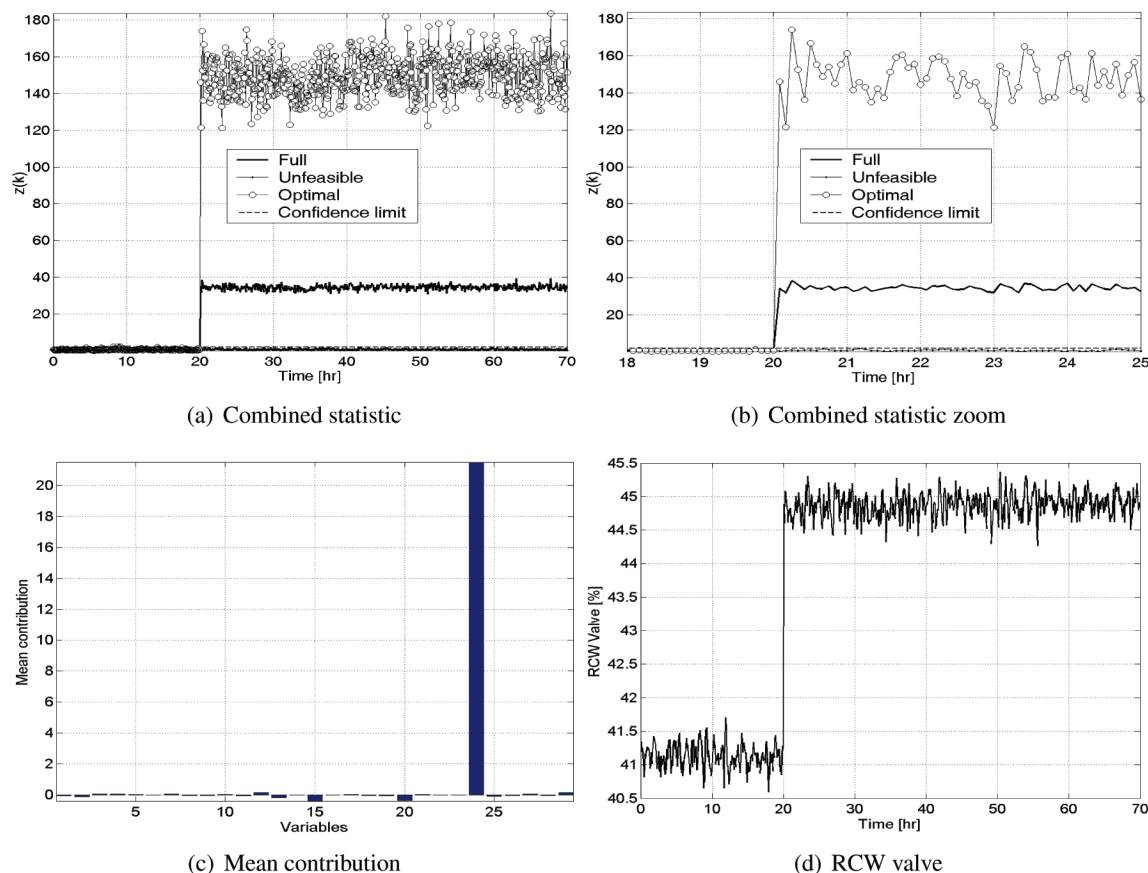 180
160
140
120
100
80
60
40
20
z(k)
Full
Unfeasible
Optimal
Confidence limit
0 10 20 30 40 50 60 70
Time [hr]
(a) Combined statistic
180
160
140
120
100
80
60
40
20
z(k)
Full
Unfeasible
Optimal
Confidence limit
18 19 20 21 22 23 24 25
Time [hr]
(b) Combined statistic zoom
20
18
16
14
12
10
8
6
4
2
0
Mean contribution
5 10 15 20 25
Variables
(c) Mean contribution
45.5
45
44.5
44
43.5
43
42.5
42
41.5
41
40.5
RCW Valve [%]
0 10 20 30 40 50 60 70
Time [hr]
(d) RCW valve